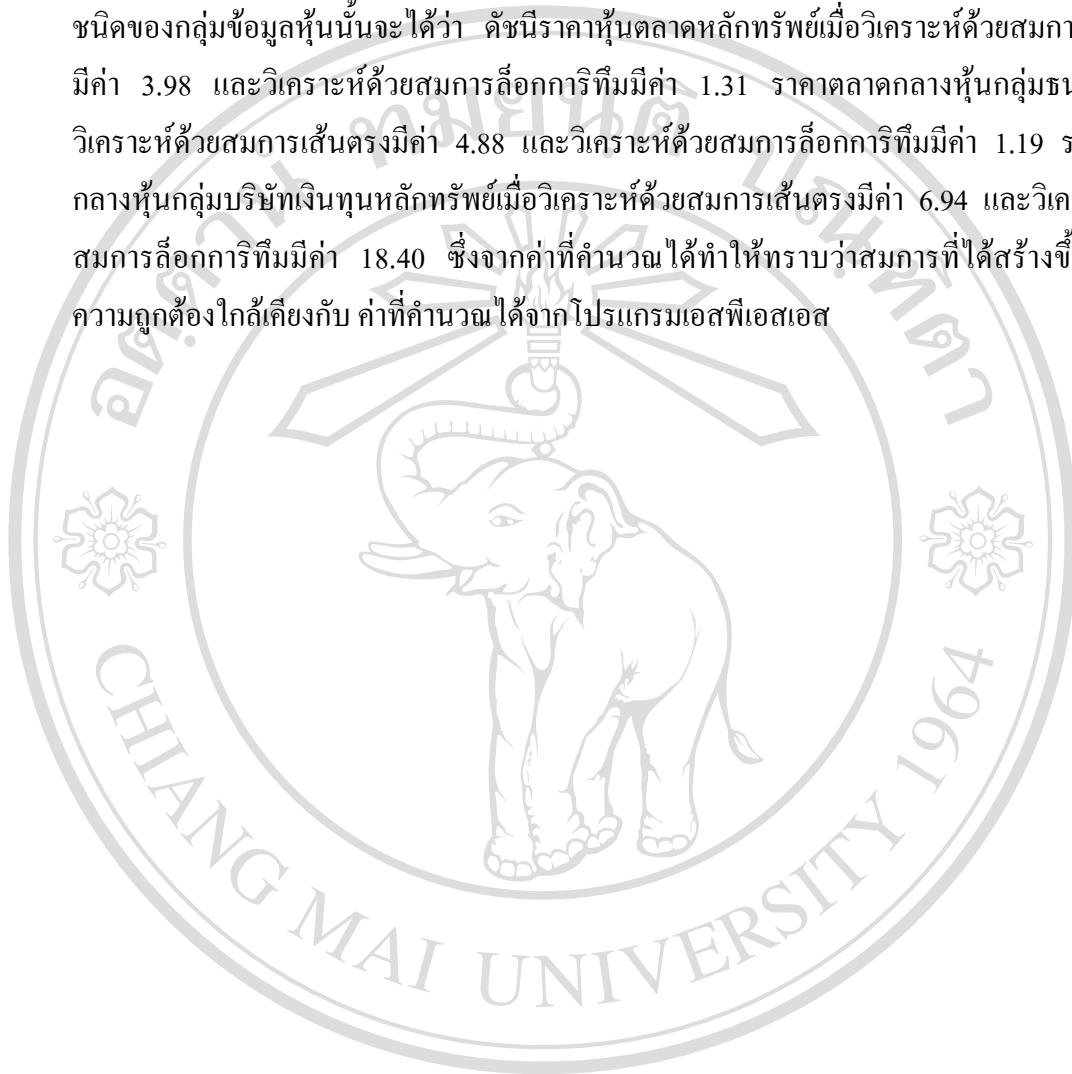 ชนิดของกลุ่มข้อมูลหุ้นนั้นจะได้ว่า ดัชนีราคาหุ้นตลาดหลักทรัพย์เมื่อวิเคราะห์ด้วยสมกา
มีค่า 3.98 และวิเคราะห์ด้วยสมการล็อกการิทึมมีค่า 1.31 ราคาตลาดกลางหุ้นกลุ่มธน
วิเคราะห์ด้วยสมการเส้นตรงมีค่า 4.88 และวิเคราะห์ด้วยสมการล็อกการิทึมมีค่า 1.19 ร
กลางหุ้นกลุ่มบริษัทเงินทุนหลักทรัพย์เมื่อวิเคราะห์ด้วยสมการเส้นตรงมีค่า 6.94 และวิเค
สมการล็อกการิทึมมีค่า 18.40 ซึ่งจากค่าที่คำนวณได้ทำให้ทราบว่าสมการที่ได้สร้างขึ้
ความถูกต้องใกล้เคียงกับ ค่าที่คำนวณได้จากโปรแกรมเอสพีเอสเอส
อตฺตานํ ทมยนฺติ ปณฺฑิตา
CHIANG MAI UNIVERSITY 1964